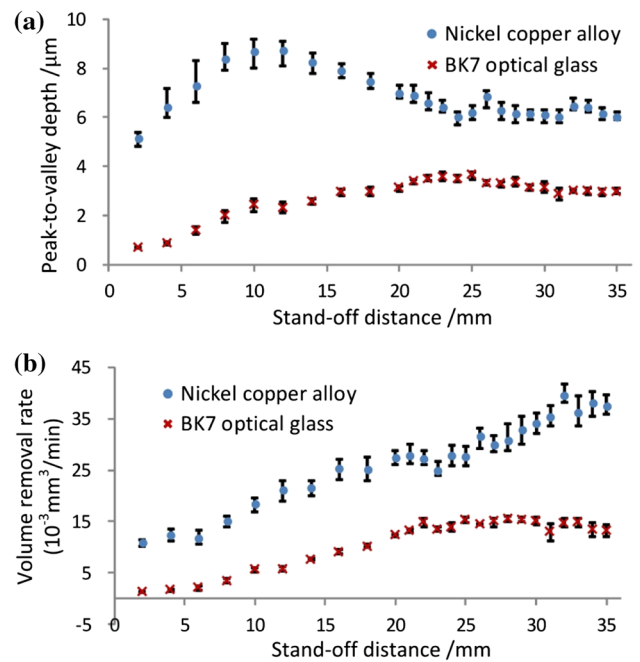 (a)
10
8
6
4
2
0
Peak-to-valley depth /µm
Nickel copper alloy
BK7 optical glass
0 5 10 15 20 25 30 35
Stand-off distance /mm
(b)
45
35
25
15
5
-5
Volume removal rate
(10⁻³mm³/min)
Nickel copper alloy
BK7 optical glass
0 5 10 15 20 25 30 35
Stand-off distance /mm